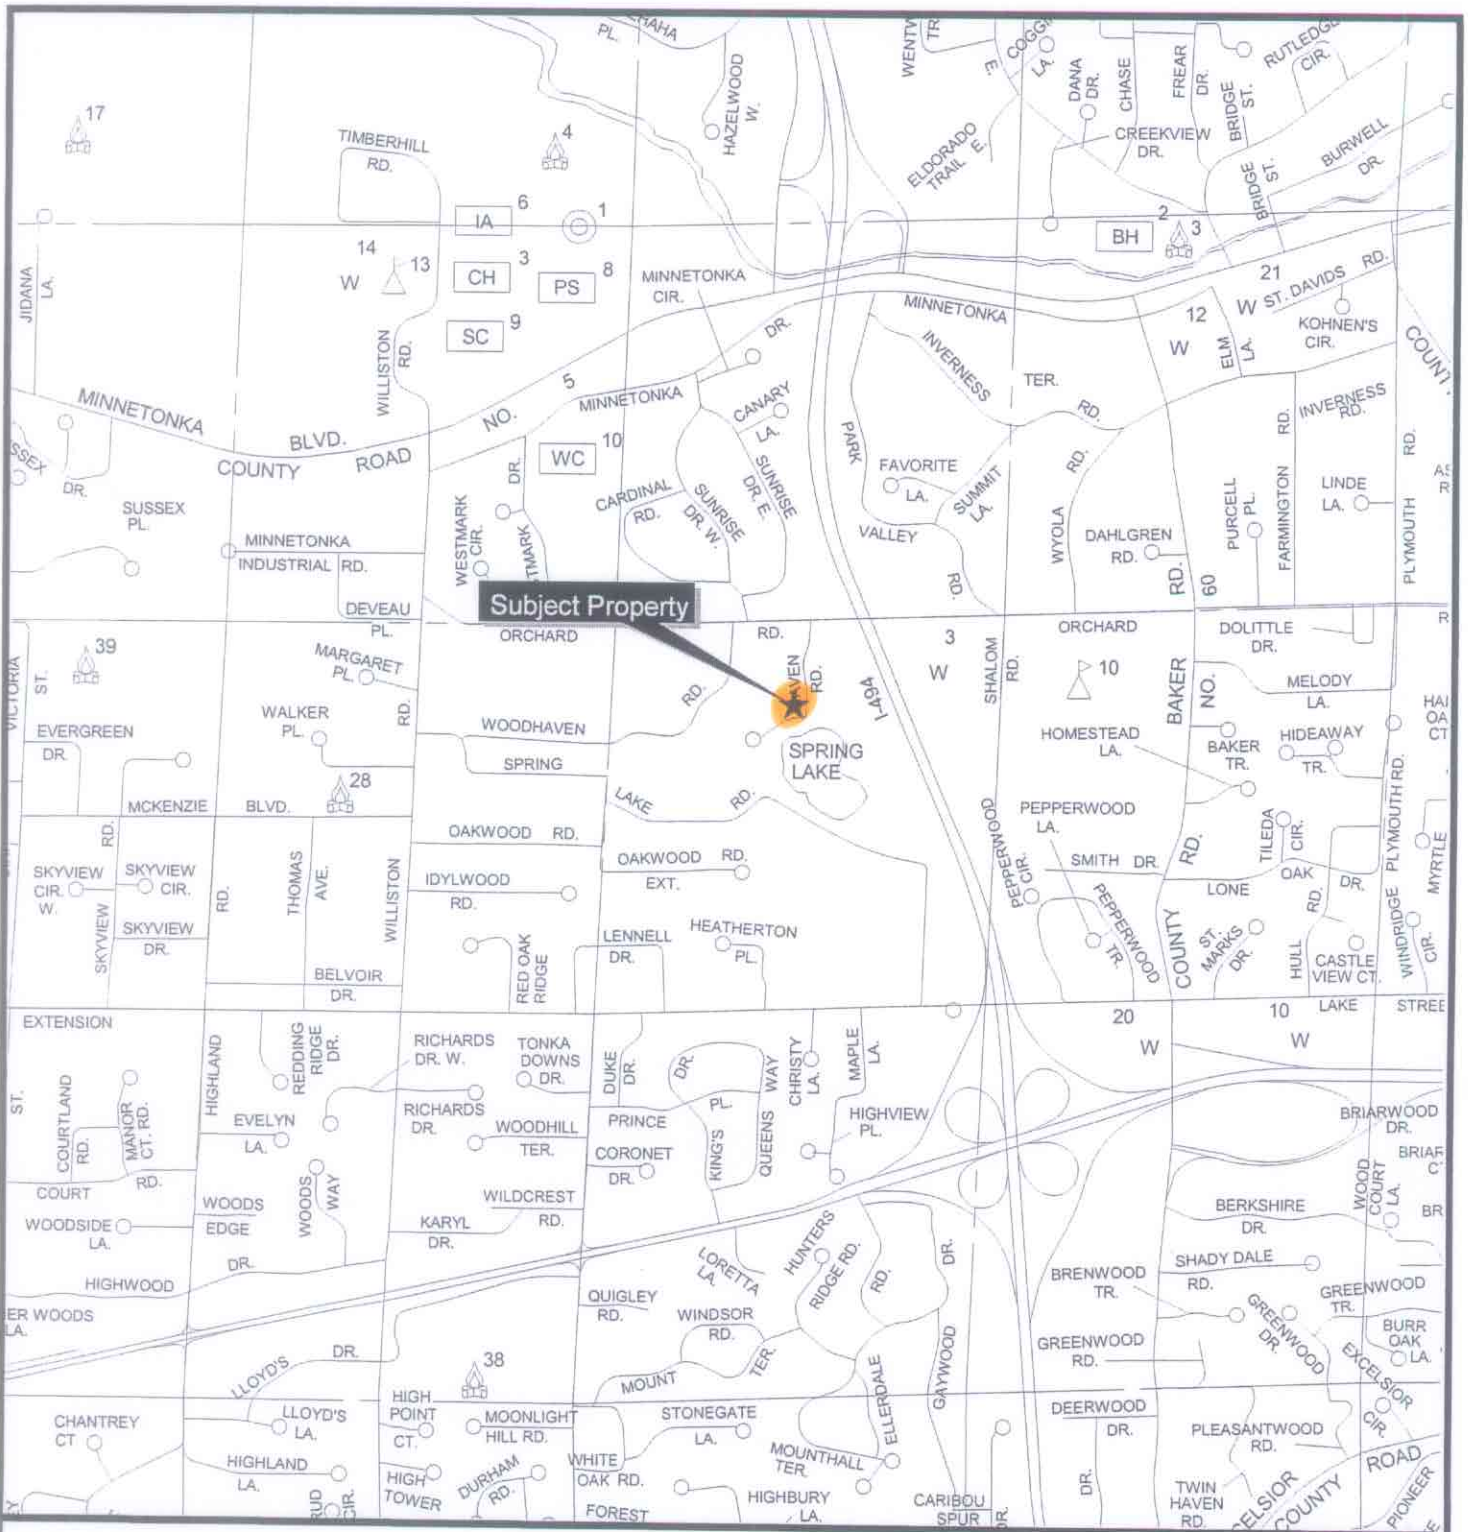 PL.
HAZELWOOD
W.
E.
COGGI
LA.
DANA
DR.
CHASE
FREAR
DR.
BRIDGE
ST.
RUTLEDGE
CIR.
17
TIMBERHILL
RD.
4
ELDORADO
TRAIL E.
CREEKVIEW
DR.
BRIDGE
ST.
BURWELL
DR.
IA
6
1
BH
2
3
JIDANA
LA.
14
W
13
CH
3
PS
8
MINNETONKA
CIR.
DR.
MINNETONKA
21
W
ST. DAVIDS RD.
12
W
ELM
LA.
KOHNEN'S
CIR.
SC
9
WILLISTON
RD.
INVERNESS
TER.
RD.
INVERNESS
RD.
MINNETONKA
BLVD.
COUNTY ROAD
NO.
5
MINNETONKA
CANARY
LA.
PARK
VALLEY
RD.
FAVORITE
LA.
SUMMIT
LA.
WYOLA
RD.
DAHLGREN
RD.
PURCELL
PL.
FARMINGTON
RD.
LINDE
LA.
PLYMOUTH
RD.
DR.
SUSSEX
PL.
WC
10
DR.
CARDINAL
RD.
SUNRISE
DR. W.
SUNRISE
DR. E.
WESTMARK
CIR.
MINNETONKA
INDUSTRIAL RD.
DEVEAU
PL.
Subject Property
ORCHARD
RD.
RD.
60
ORCHARD
DOLITTLE
DR.
39
VICTORIA
ST.
MARGARET
PL.
RD.
WALKER
PL.
EVERGREEN
DR.
WOODHAVEN
RD.
RD.
I-494
3
W
SHALOM
RD.
10
BAKER
NO.
MELODY
LA.
HOMESTEAD
LA.
BAKER
TR.
HIDEAWAY
TR.
SPRING
LAKE
RD.
SPRING
LAKE
28
MCKENZIE
BLVD.
RD.
OAKWOOD RD.
OAKWOOD RD.
EXT.
PEPPERWOOD
LA.
PEPPERWOOD
CIR.
SMITH DR.
RD.
TILEDA
CIR.
PLYMOUTH RD.
LONE
OAK
DR.
MYRTLE
SKYVIEW
CIR.
W.
SKYVIEW
CIR.
SKYVIEW
SKYVIEW
DR.
RD.
THOMAS
AVE.
WILLISTON
IDYLWOOD
RD.
RED OAK
RIDGE
LENNELL
DR.
HEATHERTON
PL.
PEPPERWOOD
TR.
COUNTY
ST.
MARKS
DR.
HULL
RD.
CASTLE
VIEW CT.
WINDRIDGE
CIR.
BELVOIR
DR.
EXTENSION
20
W
10
W
LAKE
HIGHLAND
REDDING
RIDGE
DR.
RICHARDS
DR. W.
TONKA
DOWNS
DR.
DUKE
DR.
DR.
WAY
CHRISTY
LA.
MAPLE
LA.
ST.
COURTLAND
RD.
MANOR
CT. RD.
EVELYN
LA.
RICHARDS
DR.
WOODHILL
TER.
PRINCE
PL.
KING'S
QUEENS
HIGHVIEW
PL.
BRIARWOOD
DR.
CORONET
DR.
COURT
RD.
WOODSIDE
LA.
WOODS
EDGE
WOODS
WAY
KARYL
DR.
WILDCREST
RD.
BERKSHIRE
DR.
WOOD
COURT
LA.
BR
HIGHWOOD
DR.
LORETTA
LA.
HUNTERS
RIDGE RD.
RD.
DR.
BRENWOOD
TR.
SHADY DALE
RD.
GREENWOOD
TR.
ER WOODS
LA.
QUIGLEY
RD.
WINDSOR
RD.
TER.
GAYWOOD
GREENWOOD
RD.
GREENWOOD
DR.
BURR
OAK
LA.
LLOYD'S
DR.
38
MOUNT
ELLERDALE
EXCELSIOR
CIR.
CHANTREY
CT
LLOYD'S
LA.
HIGH
POINT
CT.
MOONLIGHT
HILL RD.
STONEGATE
LA.
DEERWOOD
DR.
PLEASANTWOOD
RD.
HIGHLAND
LA.
HIGH
TOWER
DURHAM
RD.
WHITE
OAK RD.
MOUNTHALL
TER.
HIGHBURY
LA.
FOREST
CARIBOU
SPUR
DR.
DR.
TWIN
HAVEN
RD.
COUNTY
ROAD
PIONEER